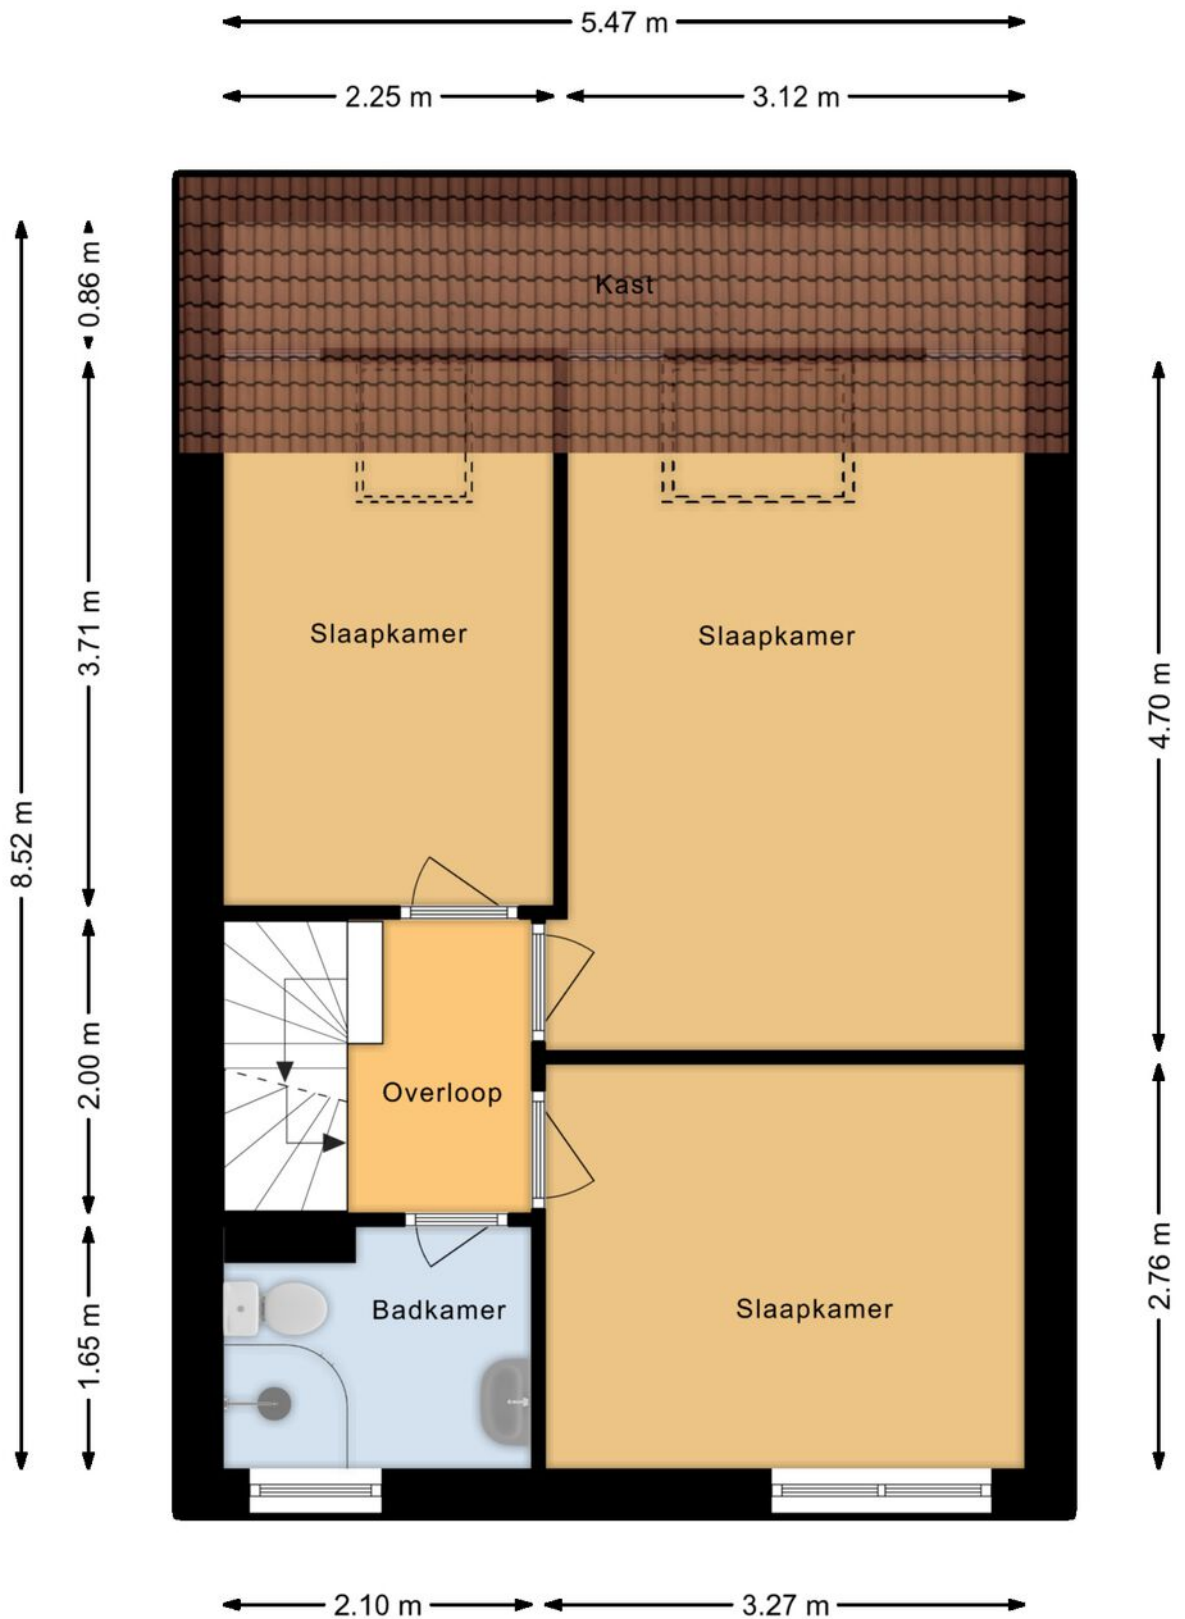 5.47 m
2.25 m
3.12 m
0.86 m
Kast
3.71 m
Slaapkamer
Slaapkamer
4.70 m
8.52 m
2.00 m
Overloop
2.76 m
1.65 m
Badkamer
Slaapkamer
2.10 m
3.27 m